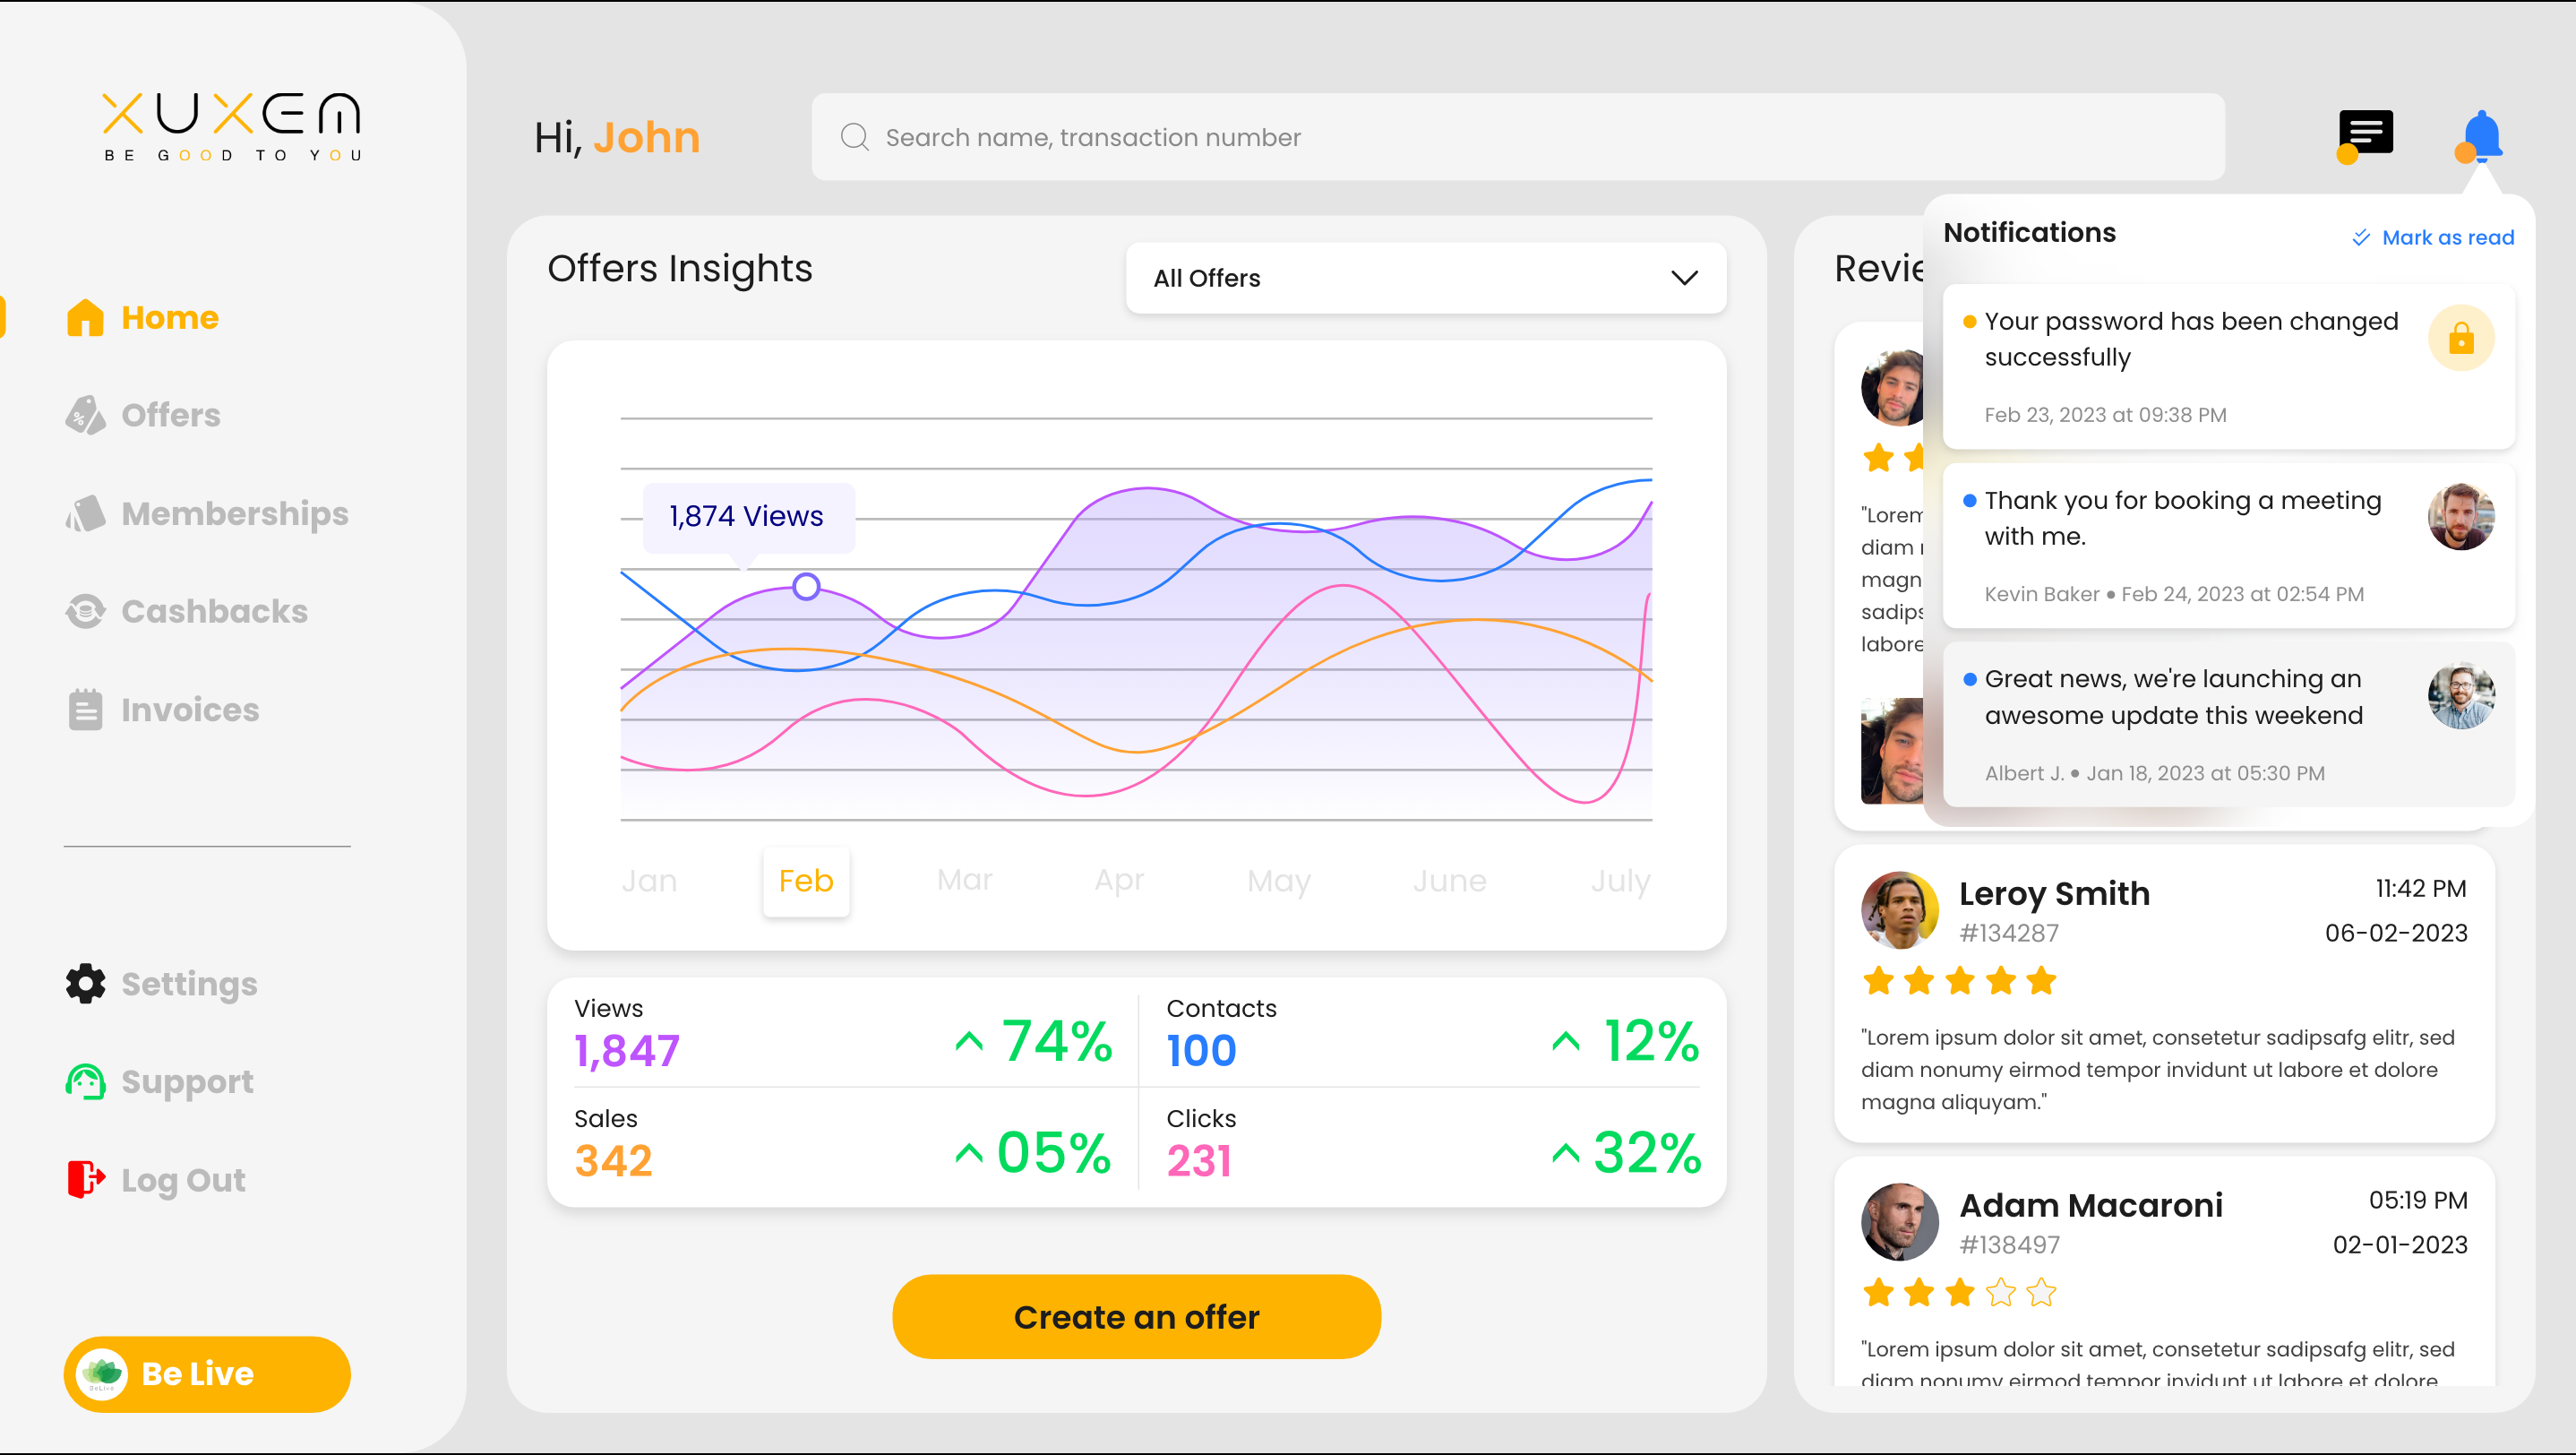 XUXEM
BE GOOD TO YOU
Home
Offers
Memberships
Cashbacks
Invoices
Settings
Support
Log Out
BeLive
Be Live
Hi, John
Search name, transaction number
Offers Insights
All Offers
1,874 Views
Jan
Feb
Mar
Apr
May
June
July
Views
1,847
74%
Contacts
100
12%
Sales
342
05%
Clicks
231
32%
Create an offer
Revie
"Lorem
diam
magn
sadips
labore
Notifications
Mark as read
Your password has been changed
successfully
Feb 23, 2023 at 09:38 PM
Thank you for booking a meeting
with me.
Kevin Baker • Feb 24, 2023 at 02:54 PM
Great news, we're launching an
awesome update this weekend
Albert J. • Jan 18, 2023 at 05:30 PM
Leroy Smith
11:42 PM
#134287
06-02-2023
"Lorem ipsum dolor sit amet, consetetur sadipsafg elitr, sed
diam nonumy eirmod tempor invidunt ut labore et dolore
magna aliquyam."
Adam Macaroni
05:19 PM
#138497
02-01-2023
"Lorem ipsum dolor sit amet, consetetur sadipsafg elitr, sed
diam nonumy eirmod tempor invidunt ut labore et dolore